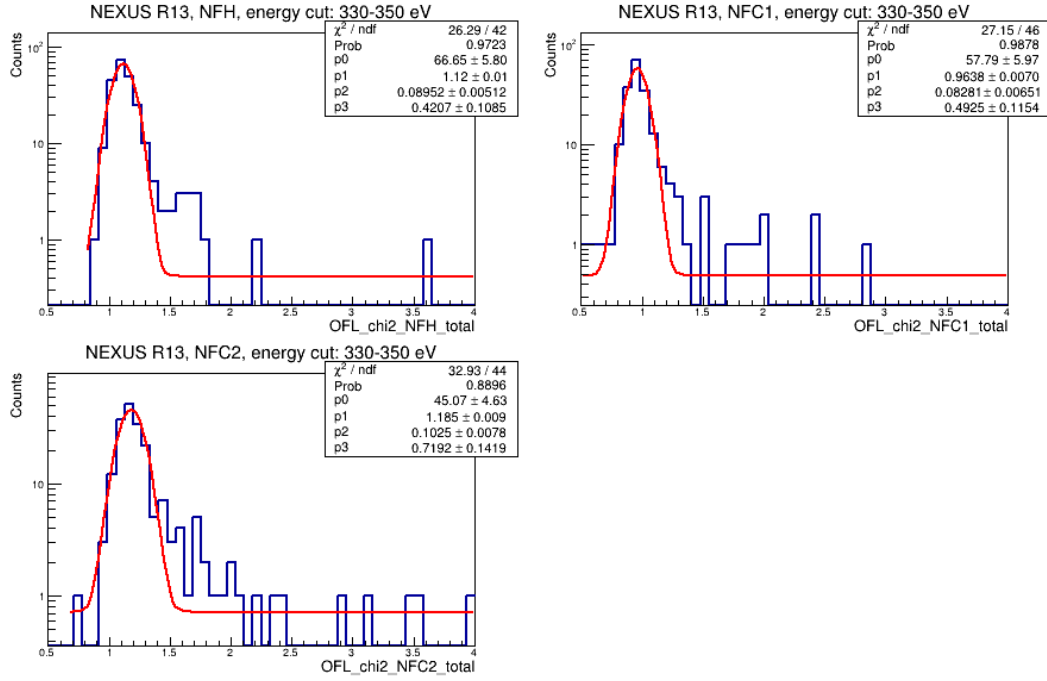 NEXUS R13, NFH, energy cut: 330-350 eV
χ² / ndf 26.29 / 42
Prob 0.9723
p0 66.65 ± 5.80
p1 1.12 ± 0.01
p2 0.08952 ± 0.00512
p3 0.4207 ± 0.1085
Counts
10²
10
1
0.5 1 1.5 2 2.5 3 3.5 4
OFL_chi2_NFH_total
NEXUS R13, NFC1, energy cut: 330-350 eV
χ² / ndf 27.15 / 46
Prob 0.9878
p0 57.79 ± 5.97
p1 0.9638 ± 0.0070
p2 0.08281 ± 0.00651
p3 0.4925 ± 0.1154
Counts
10²
10
1
1 1.5 2 2.5 3 3.5 4
OFL_chi2_NFC1_total
NEXUS R13, NFC2, energy cut: 330-350 eV
χ² / ndf 32.93 / 44
Prob 0.8896
p0 45.07 ± 4.63
p1 1.185 ± 0.009
p2 0.1025 ± 0.0078
p3 0.7192 ± 0.1419
Counts
10
1
0.5 1 1.5 2 2.5 3 3.5 4
OFL_chi2_NFC2_total